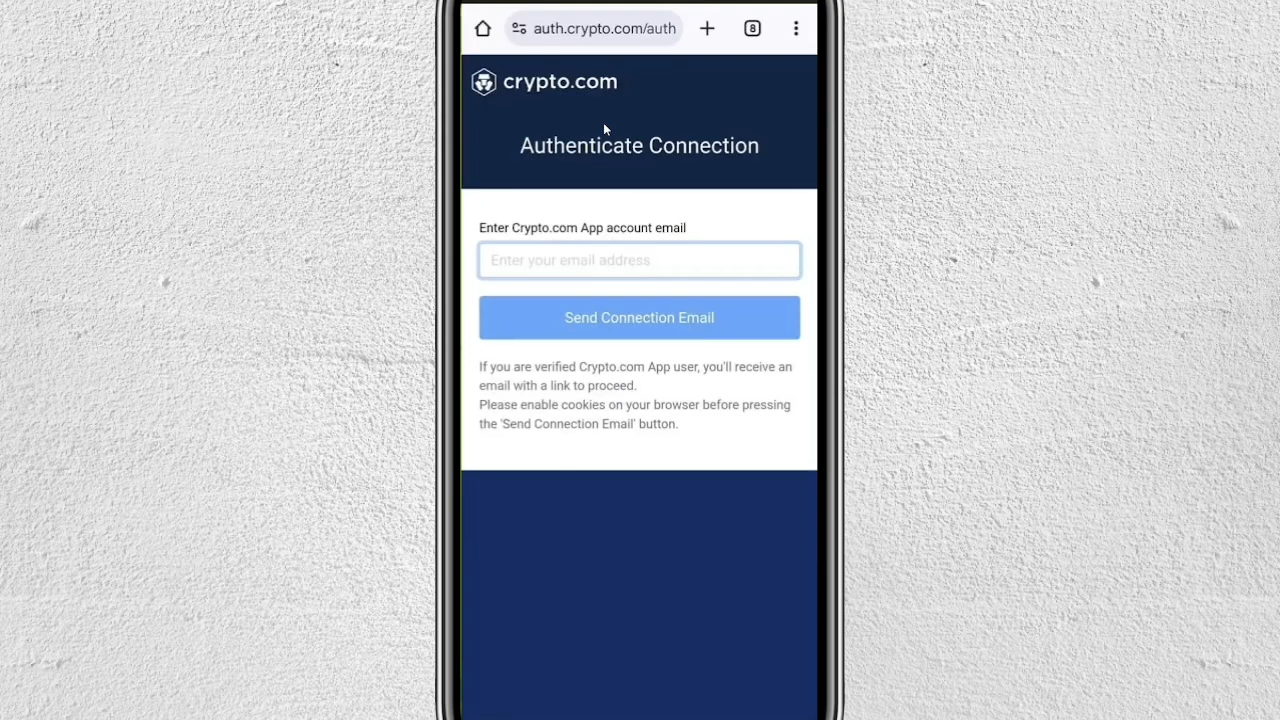 auth.crypto.com/auth
8
crypto.com
Authenticate Connection
Enter Crypto.com App account email
Enter your email address
Send Connection Email
If you are verified Crypto.com App user, you'll receive an
email with a link to proceed.
Please enable cookies on your browser before pressing
the 'Send Connection Email' button.